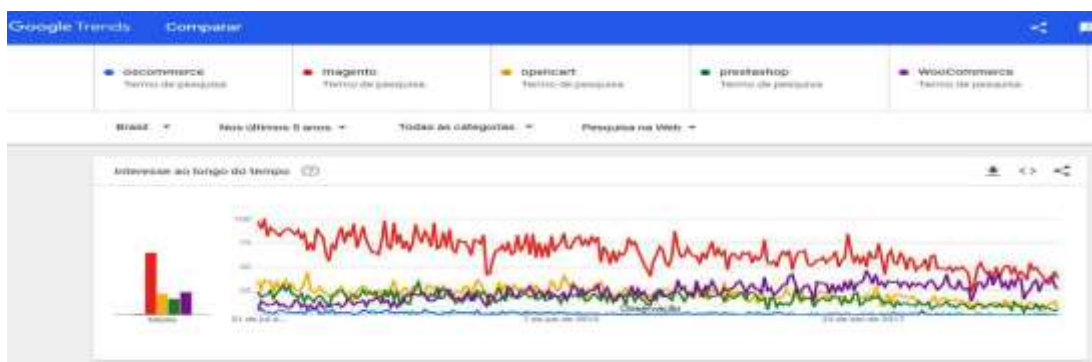 Google Trends Comparar
oscommerce magento opencart prestashop WooCommerce
Termo de pesquisa Termo de pesquisa Termo de pesquisa Termo de pesquisa Termo de pesquisa
Brasil Nos últimos 5 anos Todas as categorias Pesquisa na Web
Interesse ao longo do tempo
100
75
50
25
Observação
Média